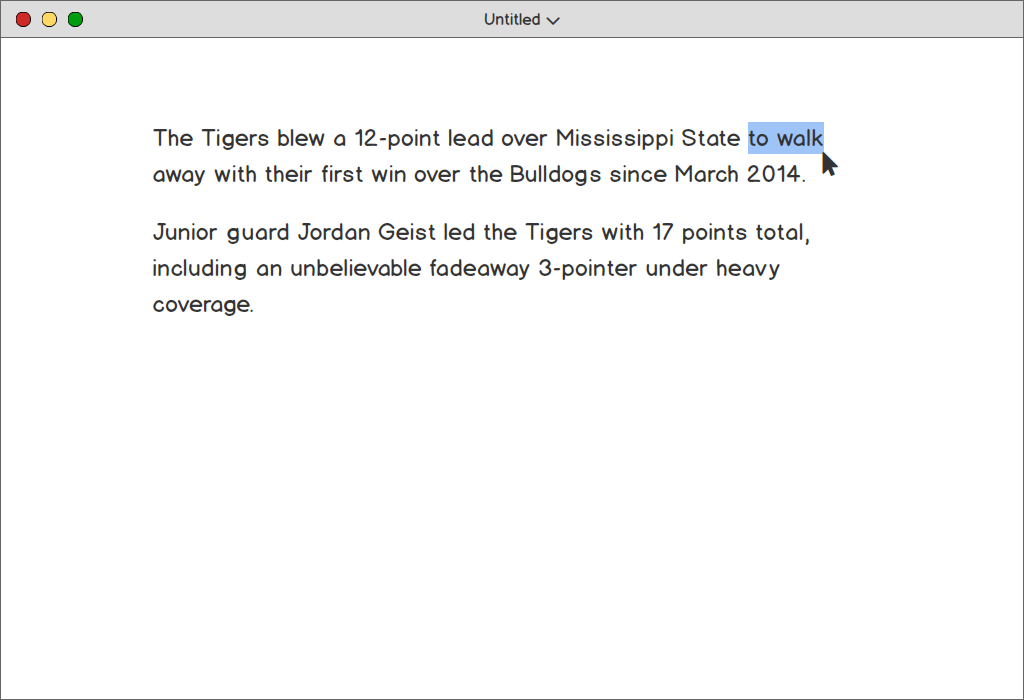 Untitled
The Tigers blew a 12-point lead over Mississippi State to walk
away with their first win over the Bulldogs since March 2014.
Junior guard Jordan Geist led the Tigers with 17 points total,
including an unbelievable fadeaway 3-pointer under heavy
coverage.